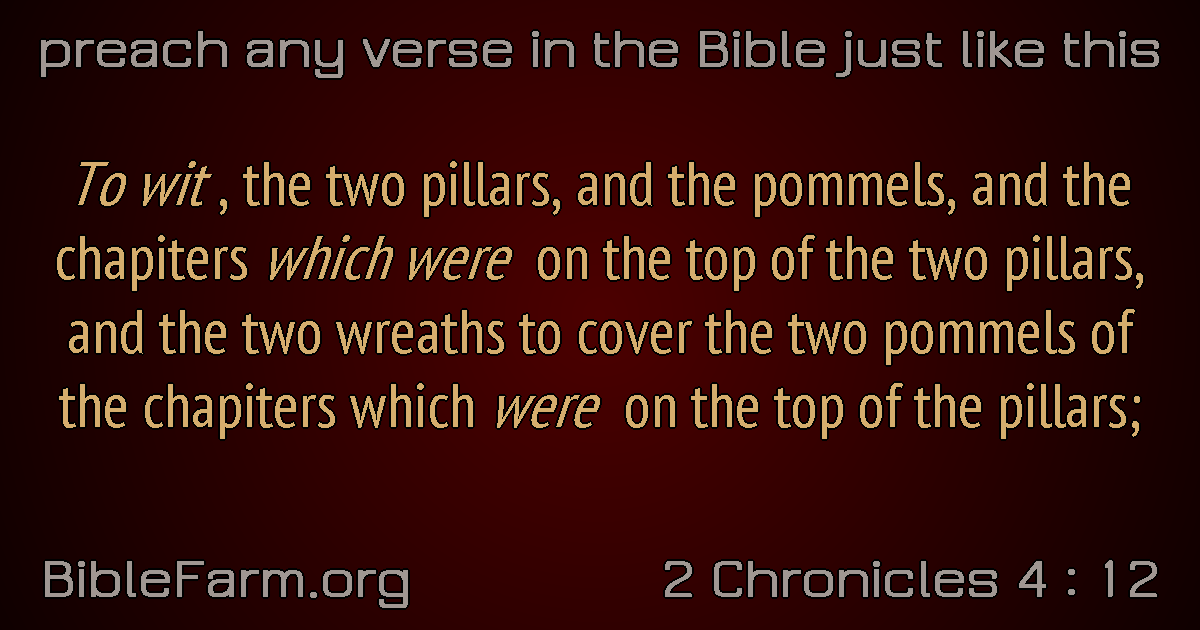 preach any verse in the Bible just like this
To wit , the two pillars, and the pommels, and the
chapiters which were on the top of the two pillars,
and the two wreaths to cover the two pommels of
the chapiters which were on the top of the pillars;
BibleFarm.org
2 Chronicles 4 : 12